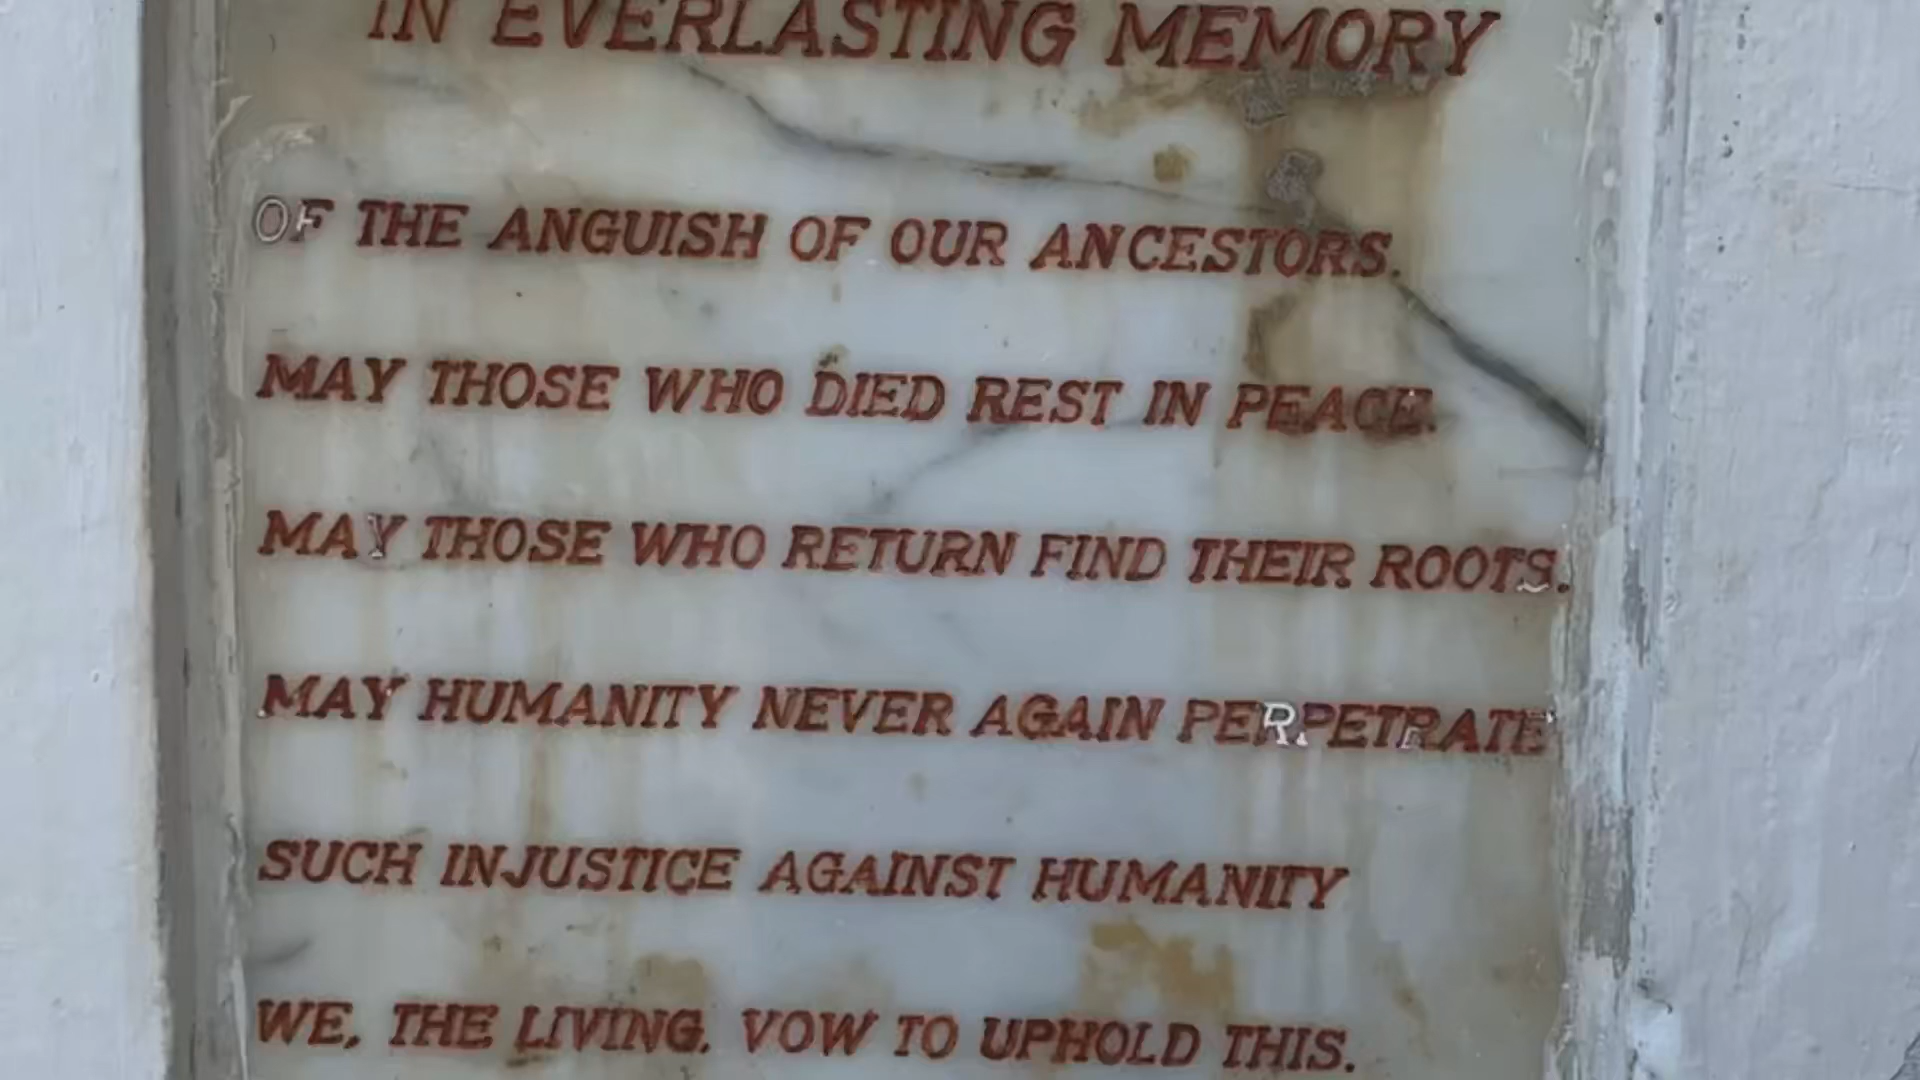 IN EVERLASTING MEMORY
OF THE ANGUISH OF OUR ANCESTORS.
MAY THOSE WHO DIED REST IN PEACE.
MAY THOSE WHO RETURN FIND THEIR ROOTS.
MAY HUMANITY NEVER AGAIN PERPETRATE
SUCH INJUSTICE AGAINST HUMANITY
WE, THE LIVING, VOW TO UPHOLD THIS.